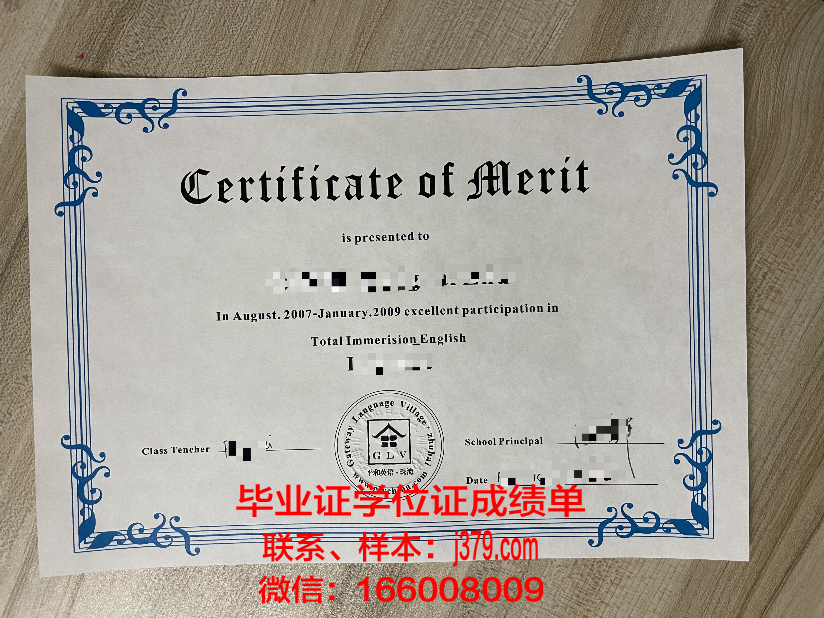 Certificate of Merit
is presented to
In August. 2007-January.2009 excellent participation in
Total Immerision English
Gateway Language Village
zhuhai
GLV
Class Tencher
School Principal
Date
毕业证学位证成绩单
联系、样本：j379.com
微信：166008009